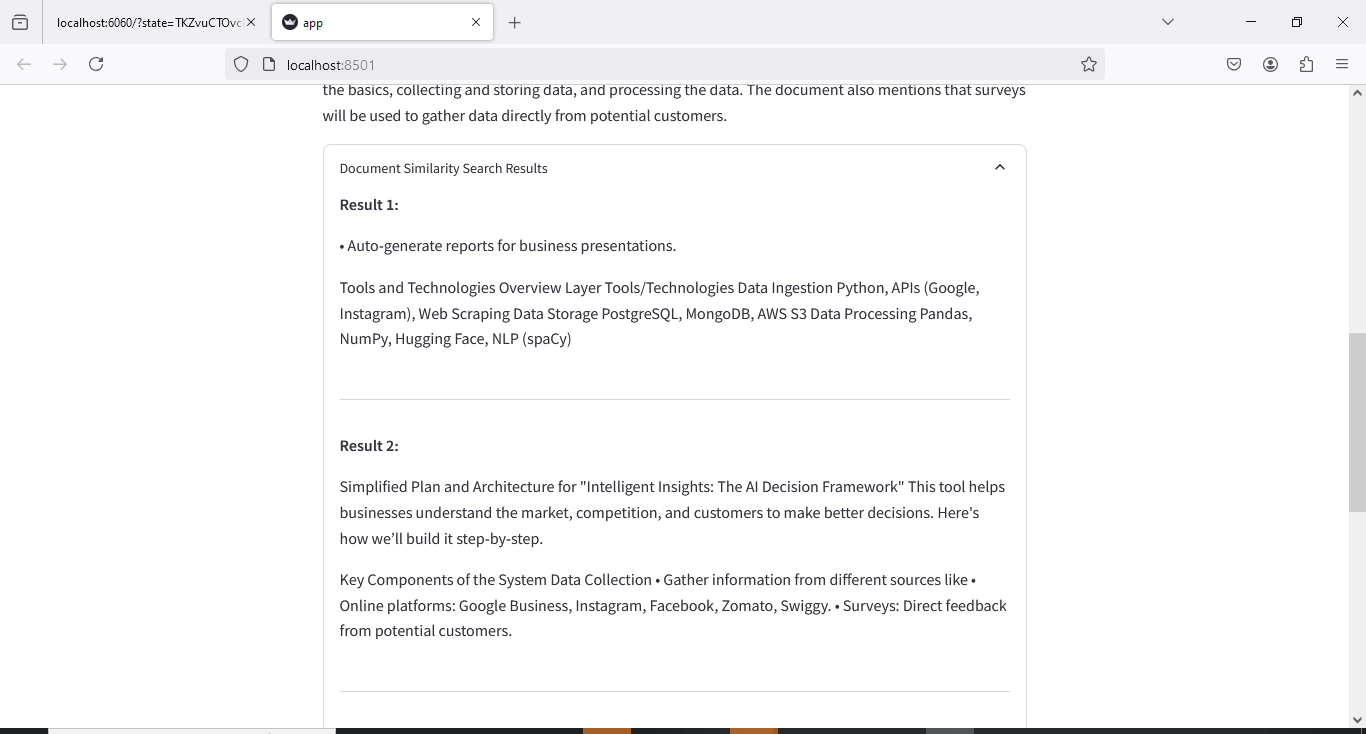 localhost:6060/?state=TKZvuCTOvc
app
localhost:8501
the basics, collecting and storing data, and processing the data. The document also mentions that surveys
will be used to gather data directly from potential customers.
Document Similarity Search Results
Result 1:
• Auto-generate reports for business presentations.
Tools and Technologies Overview Layer Tools/Technologies Data Ingestion Python, APIs (Google,
Instagram), Web Scraping Data Storage PostgreSQL, MongoDB, AWS S3 Data Processing Pandas,
NumPy, Hugging Face, NLP (spaCy)
Result 2:
Simplified Plan and Architecture for "Intelligent Insights: The AI Decision Framework" This tool helps
businesses understand the market, competition, and customers to make better decisions. Here's
how we’ll build it step-by-step.
Key Components of the System Data Collection • Gather information from different sources like •
Online platforms: Google Business, Instagram, Facebook, Zomato, Swiggy. • Surveys: Direct feedback
from potential customers.